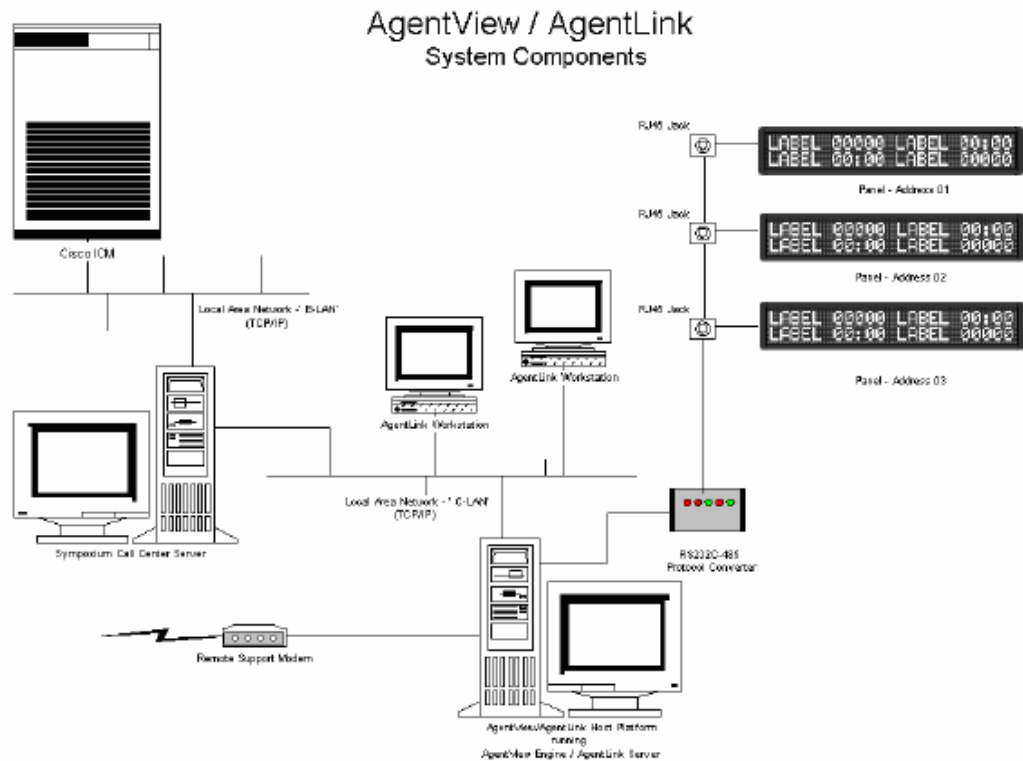 AgentView / AgentLink
System Components
RJ45 Jack
LABEL 00000 LABEL 00:00
LABEL 00:00 LABEL 00000
Panel - Address 01
RJ45 Jack
LABEL 00000 LABEL 00:00
LABEL 00:00 LABEL 00000
Panel - Address 02
Cisco ICM
RJ45 Jack
LABEL 00000 LABEL 00:00
LABEL 00:00 LABEL 00000
Panel - Address 03
Local Area Network -" E-LAN"
(TCP/IP)
AgentLink Workstation
AgentLink Workstation
Local Area Network -" C-LAN"
(TCP/IP)
Symposium Call Center Server
RS232C-485
Protocol Converter
Remote Support Modem
AgentView/AgentLink Host Platform
running
AgentView Engine / AgentLink Server